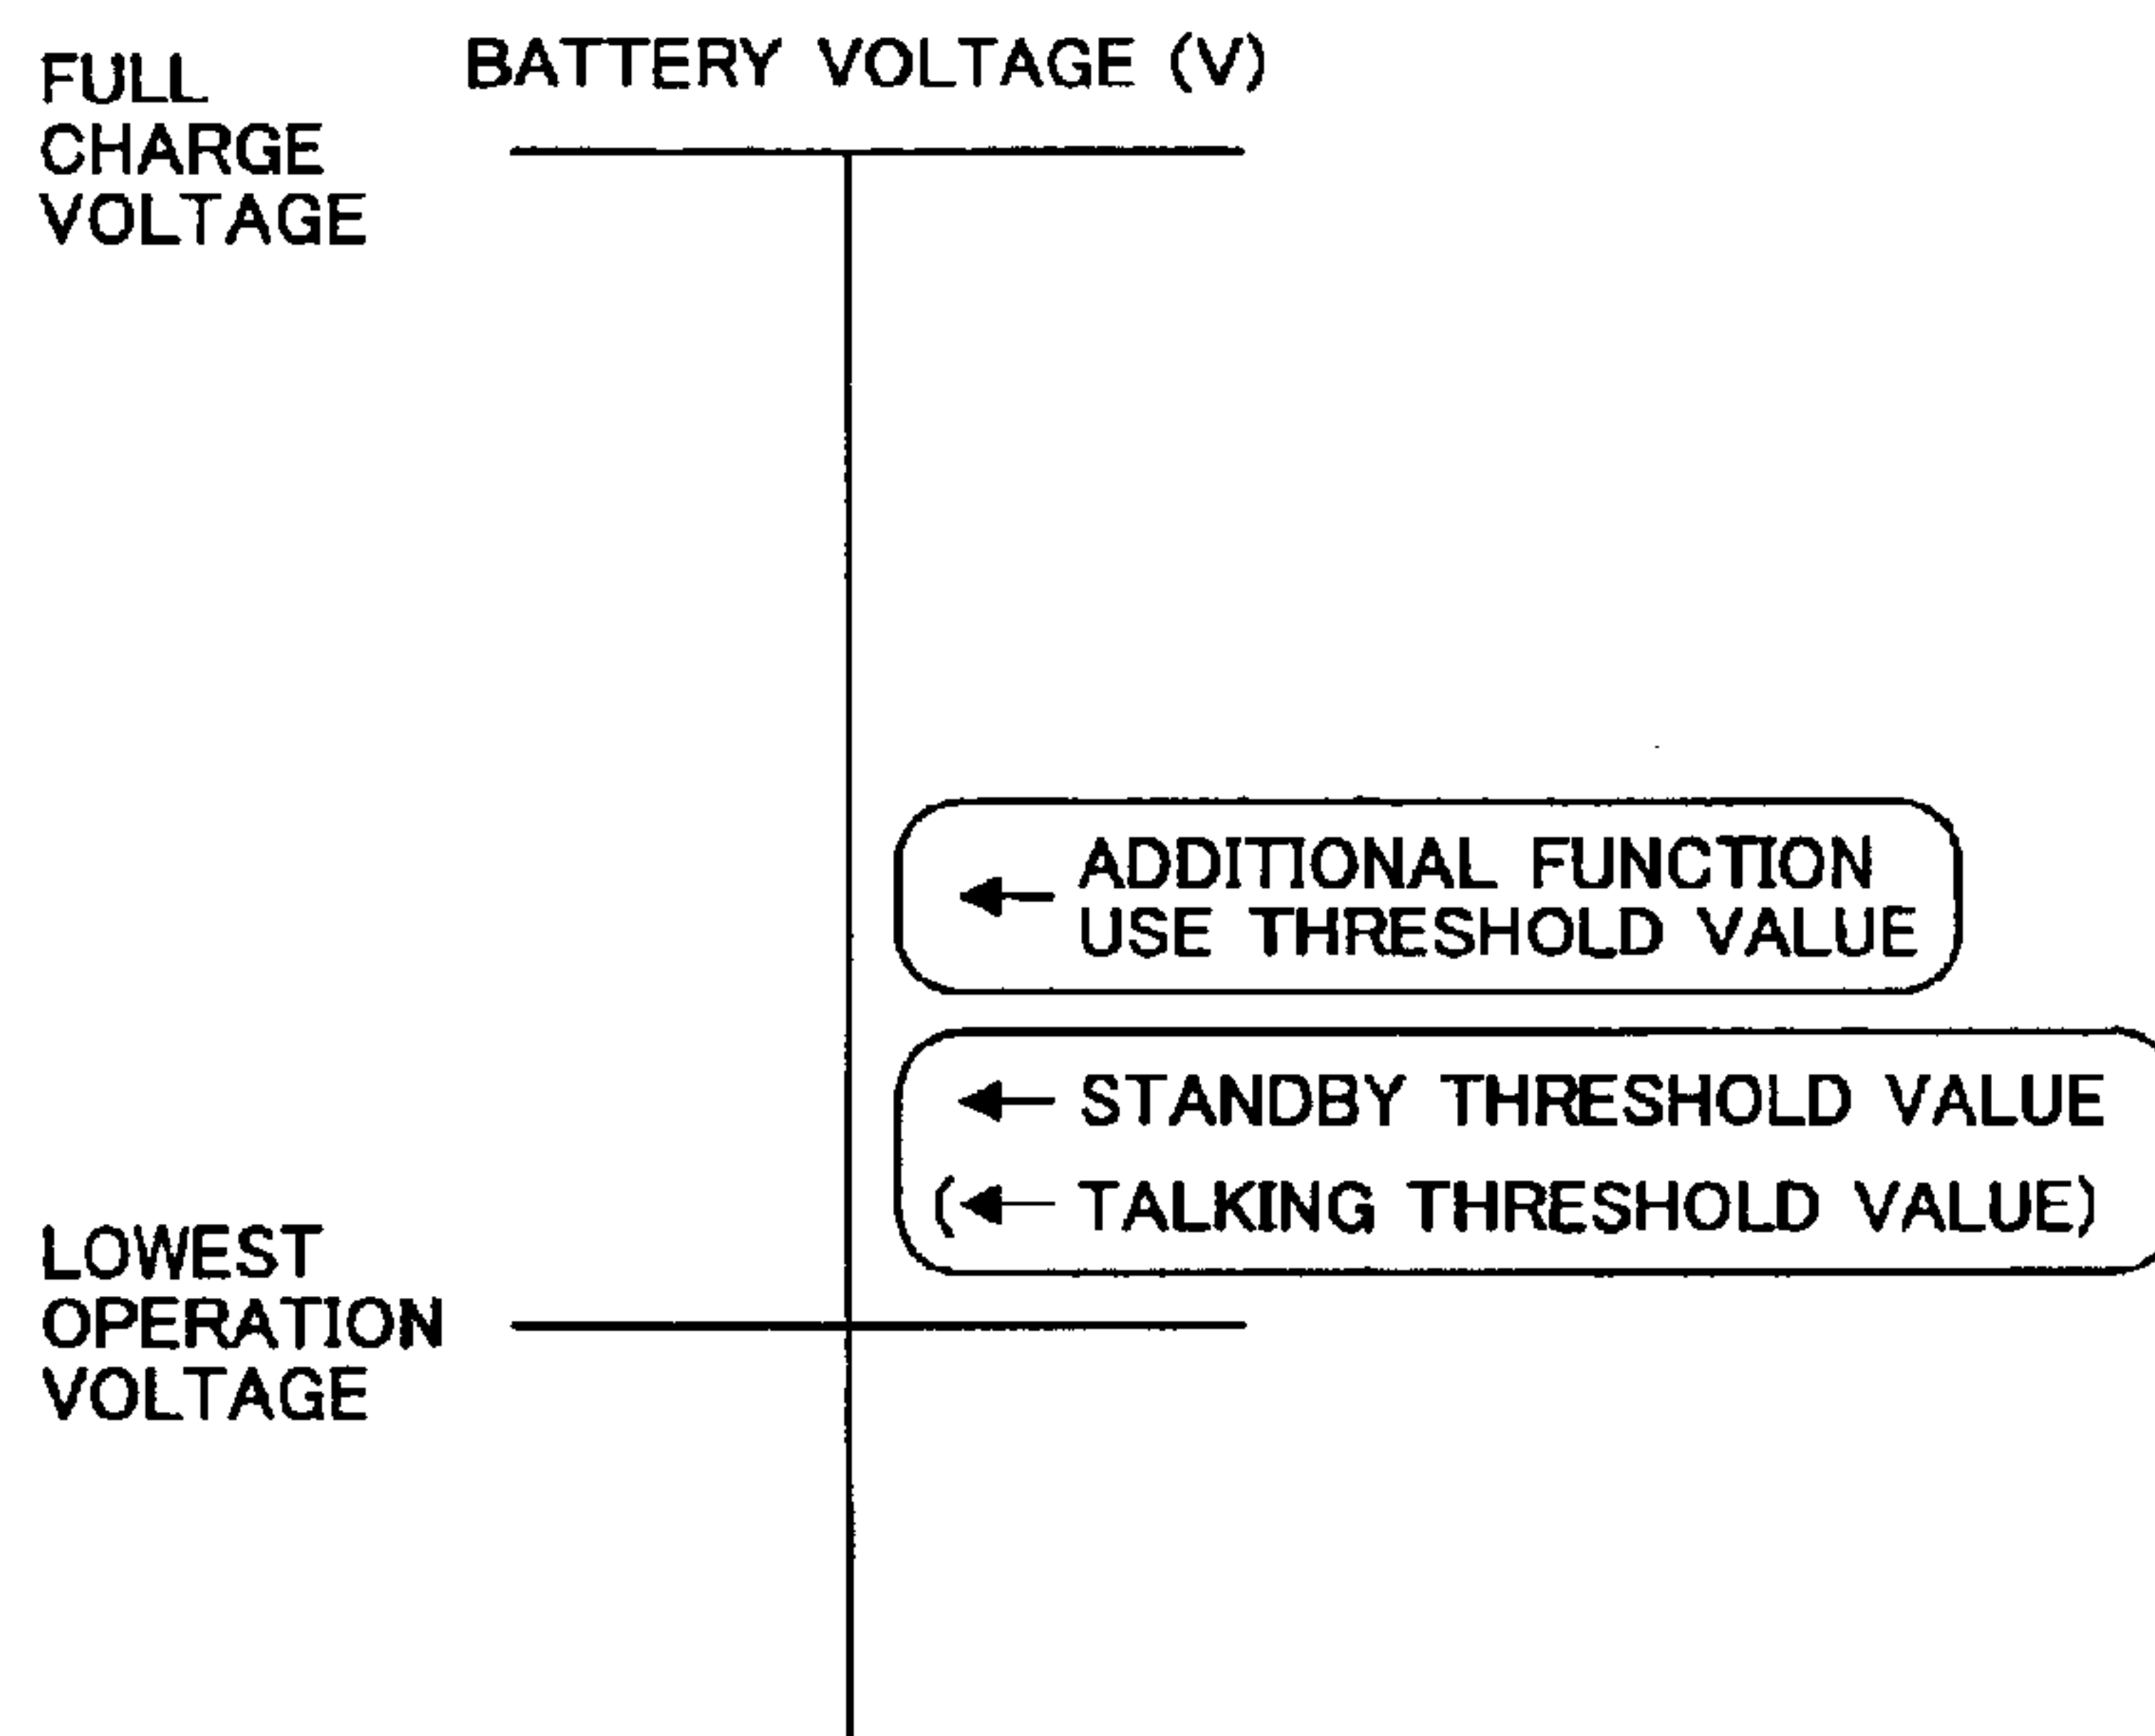 BATTERY VOLTAGE (V)
FULL
CHARGE
VOLTAGE
ADDITIONAL FUNCTION
USE THRESHOLD VALUE
STANDBY THRESHOLD VALUE
(← TALKING THRESHOLD VALUE)
LOWEST
OPERATION
VOLTAGE